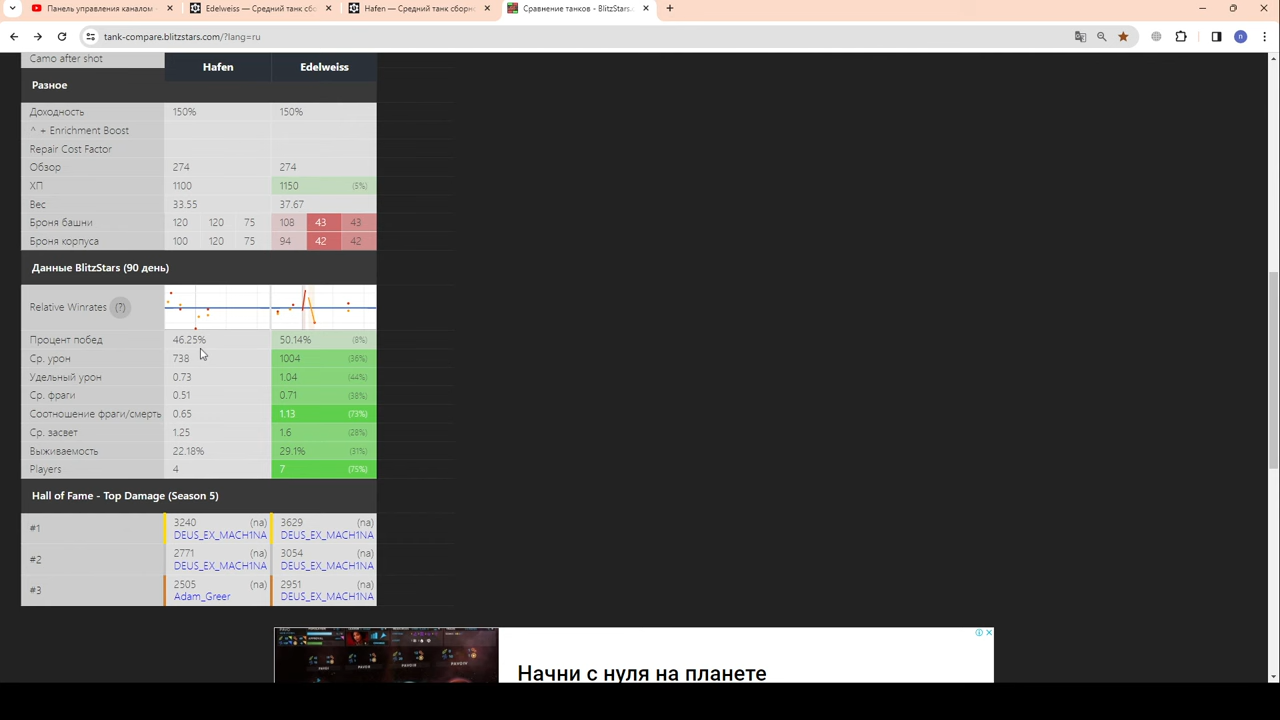 Панель управления каналом -
Edelweiss — Средний танк сбо
Hafen — Средний танк сборн
Сравнение танков - BlitzStars.
tank-compare.blitzstars.com/?lang=ru
n
Camo after shot
Hafen Edelweiss
Разное
Доходность 150% 150%
^ + Enrichment Boost
Repair Cost Factor
Обзор 274 274
ХП 1100 1150 (5%)
Вес 33.55 37.67
Броня башни 120 120 75 108 43 43
Броня корпуса 100 120 75 94 42 42
Данные BlitzStars (90 день)
Relative Winrates (?)
Процент побед 46.25% 50.14% (8%)
Ср. урон 738 1004 (36%)
Удельный урон 0.73 1.04 (44%)
Ср. фраги 0.51 0.71 (38%)
Соотношение фраги/смерть 0.65 1.13 (73%)
Ср. засвет 1.25 1.6 (28%)
Выживаемость 22.18% 29.1% (31%)
Players 4 7 (75%)
Hall of Fame - Top Damage (Season 5)
#1 3240 (na) 3629 (na)
DEUS_EX_MACH1NA DEUS_EX_MACH1NA
#2 2771 (na) 3054 (na)
DEUS_EX_MACH1NA DEUS_EX_MACH1NA
#3 2505 (na) 2951 (na)
Adam_Greer DEUS_EX_MACH1NA
Начни с нуля на планете